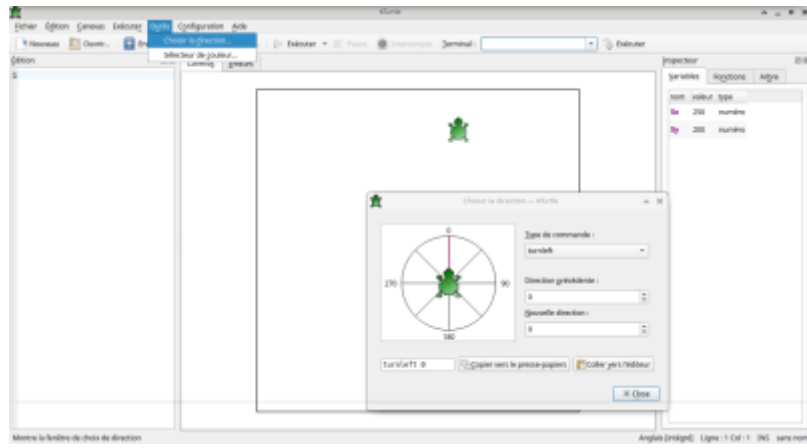 KTurtle
Fichier Édition Canevas Exécuter Outils Configuration Aide
Nouveau Ouvrir... Exécuter Pause Interrompre Terminal : Exécuter
Choisir la direction...
Sélecteur de couleur...
Édition
Canevas Erreurs
Inspecteur
Variables Fonctions Arbre
1
nom valeur type
$x 250 numéro
$y 200 numéro
Choisir la direction — KTurtle
0
90
180
270
Type de commande :
turnleft
Direction précédente :
0
Nouvelle direction :
0
turnleft 0 Copier vers le presse-papiers Coller vers l'éditeur
Close
Montre la fenêtre de choix de direction
Anglais (intégré) Ligne : 1 Col : 1 INS sans nom